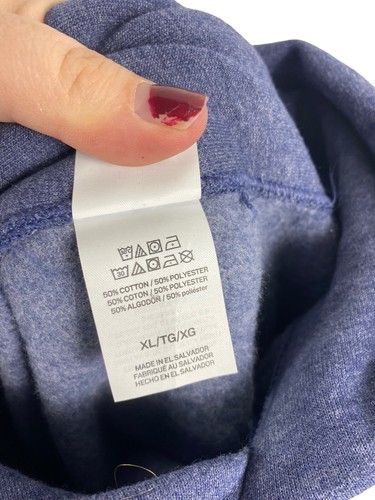 50% COTTON / 50% POLYESTER
50% COTON / 50% POLYESTER
50% ALGODÓN / 50% poliéster
XL/TG/XG
MADE IN EL SALVADOR
FABRIQUÉ AU SALVADOR
HECHO EN EL SALVADOR